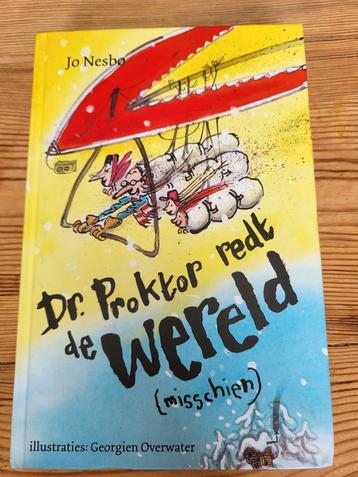 Jo Nesbø
Dr. Proktor redt
de wereld
(misschien)
illustraties: Georgien Overwater